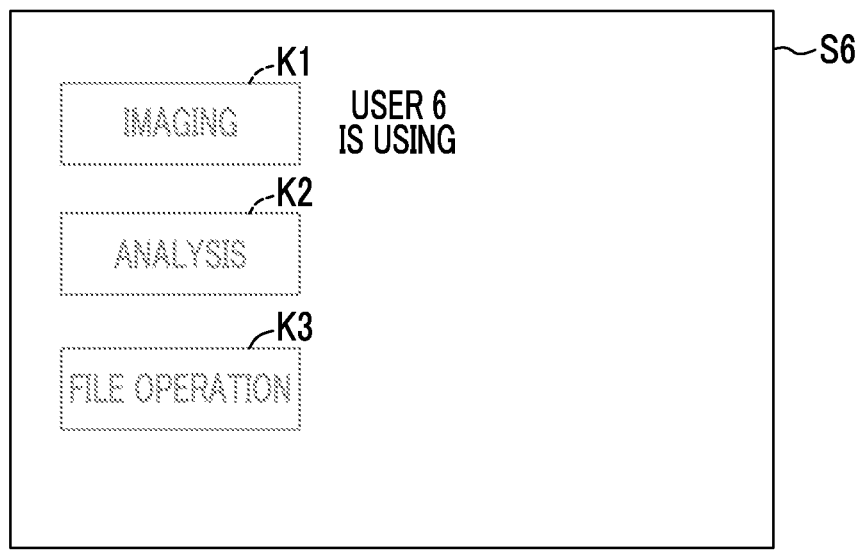 K1
IMAGING
USER 6
IS USING
S6
K2
ANALYSIS
K3
FILE OPERATION